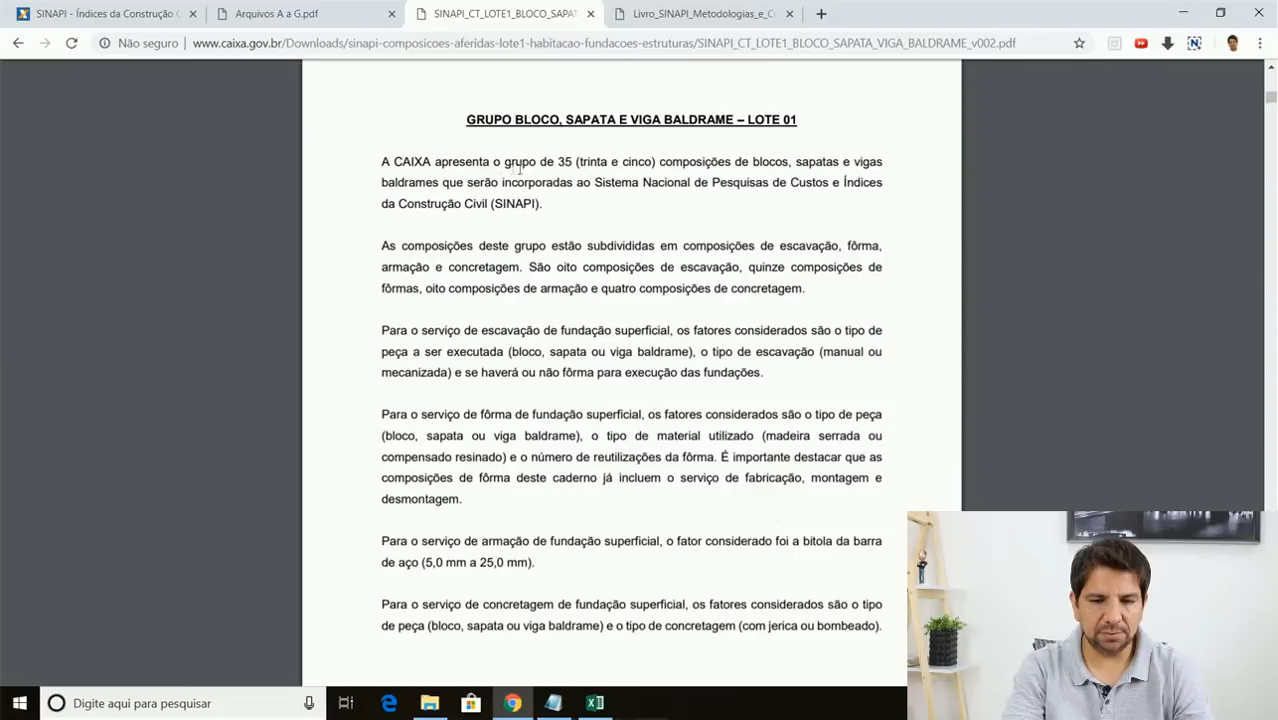 SINAPI - Índices da Construção C
Arquivos A a G.pdf
SINAPI_CT_LOTE1_BLOCO_SAPAT
Livro_SINAPI_Metodologias_e_Co
Não seguro
www.caixa.gov.br/Downloads/sinapi-composicoes-aferidas-lote1-habitacao-fundacoes-estruturas/SINAPI_CT_LOTE1_BLOCO_SAPATA_VIGA_BALDRAME_v002.pdf
GRUPO BLOCO, SAPATA E VIGA BALDRAME – LOTE 01
A CAIXA apresenta o grupo de 35 (trinta e cinco) composições de blocos, sapatas e vigas
baldrames que serão incorporadas ao Sistema Nacional de Pesquisas de Custos e Índices
da Construção Civil (SINAPI).
As composições deste grupo estão subdivididas em composições de escavação, fôrma,
armação e concretagem. São oito composições de escavação, quinze composições de
fôrmas, oito composições de armação e quatro composições de concretagem.
Para o serviço de escavação de fundação superficial, os fatores considerados são o tipo de
peça a ser executada (bloco, sapata ou viga baldrame), o tipo de escavação (manual ou
mecanizada) e se haverá ou não fôrma para execução das fundações.
Para o serviço de fôrma de fundação superficial, os fatores considerados são o tipo de peça
(bloco, sapata ou viga baldrame), o tipo de material utilizado (madeira serrada ou
compensado resinado) e o número de reutilizações da fôrma. É importante destacar que as
composições de fôrma deste caderno já incluem o serviço de fabricação, montagem e
desmontagem.
Para o serviço de armação de fundação superficial, o fator considerado foi a bitola da barra
de aço (5,0 mm a 25,0 mm).
Para o serviço de concretagem de fundação superficial, os fatores considerados são o tipo
de peça (bloco, sapata ou viga baldrame) e o tipo de concretagem (com jerica ou bombeado).
Digite aqui para pesquisar